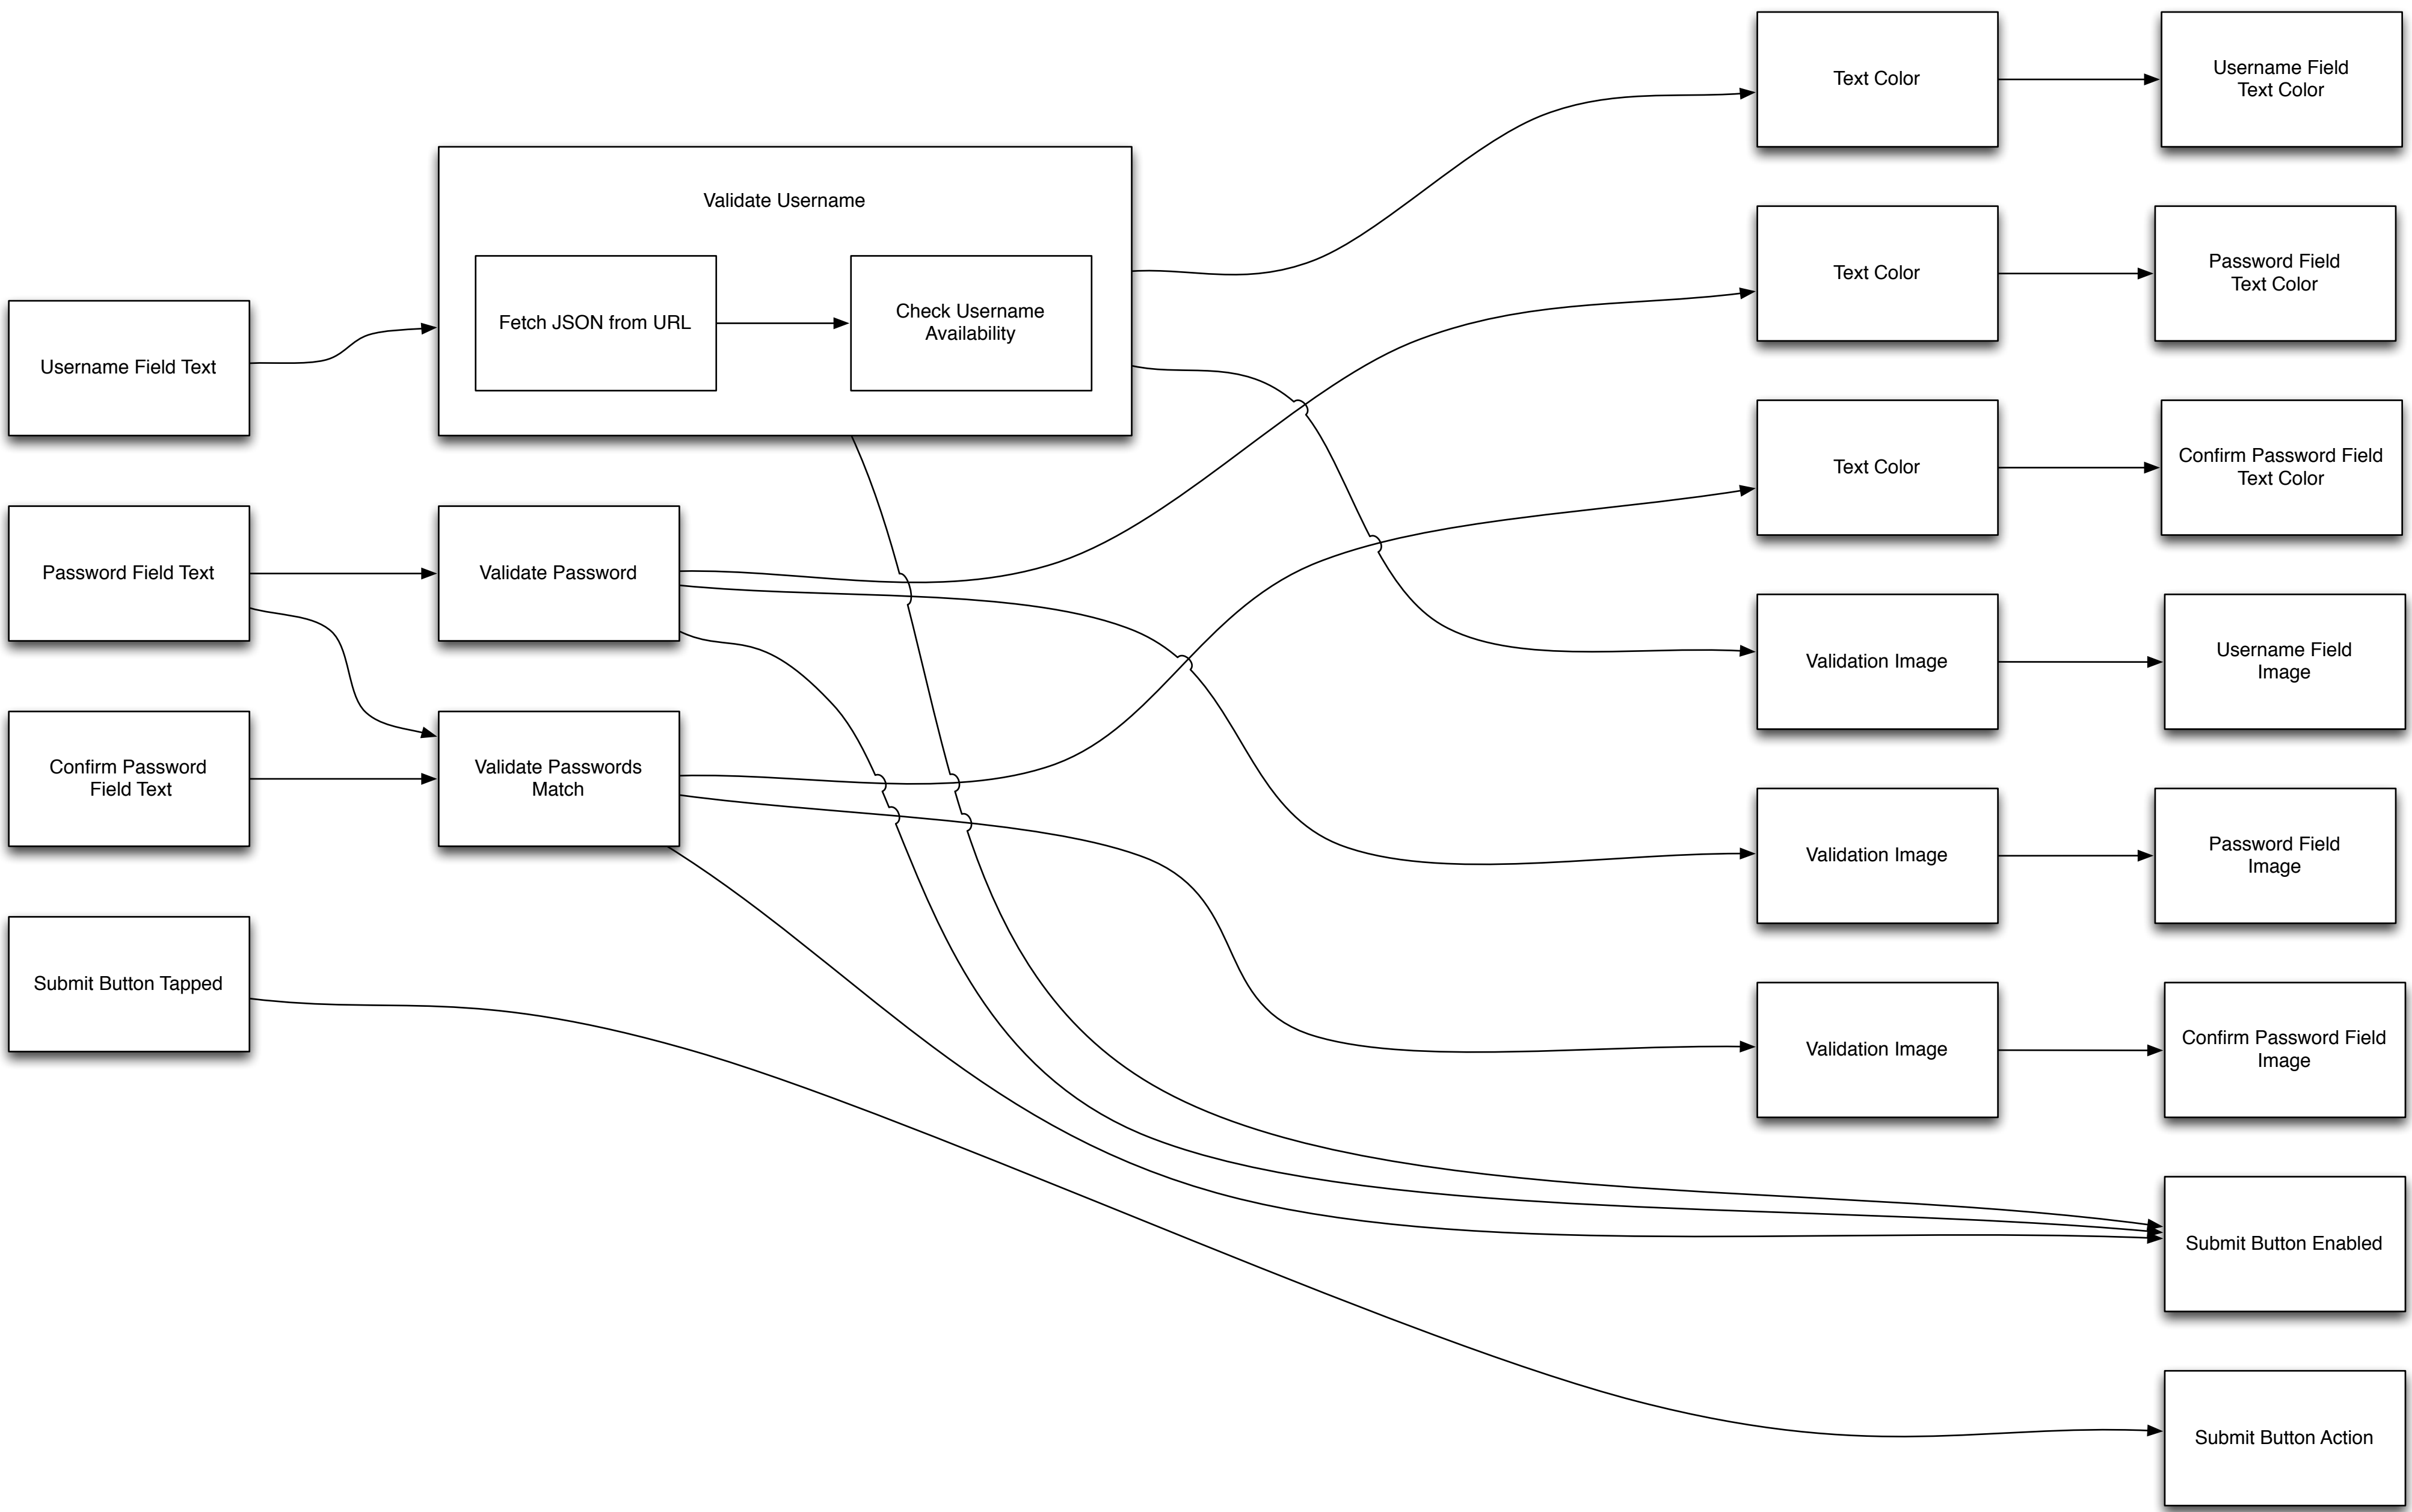 Text Color
Username Field
Text Color
Validate Username
Fetch JSON from URL
Check Username
Availability
Text Color
Password Field
Text Color
Username Field Text
Text Color
Confirm Password Field
Text Color
Password Field Text
Validate Password
Validation Image
Username Field
Image
Confirm Password
Field Text
Validate Passwords
Match
Validation Image
Password Field
Image
Submit Button Tapped
Validation Image
Confirm Password Field
Image
Submit Button Enabled
Submit Button Action